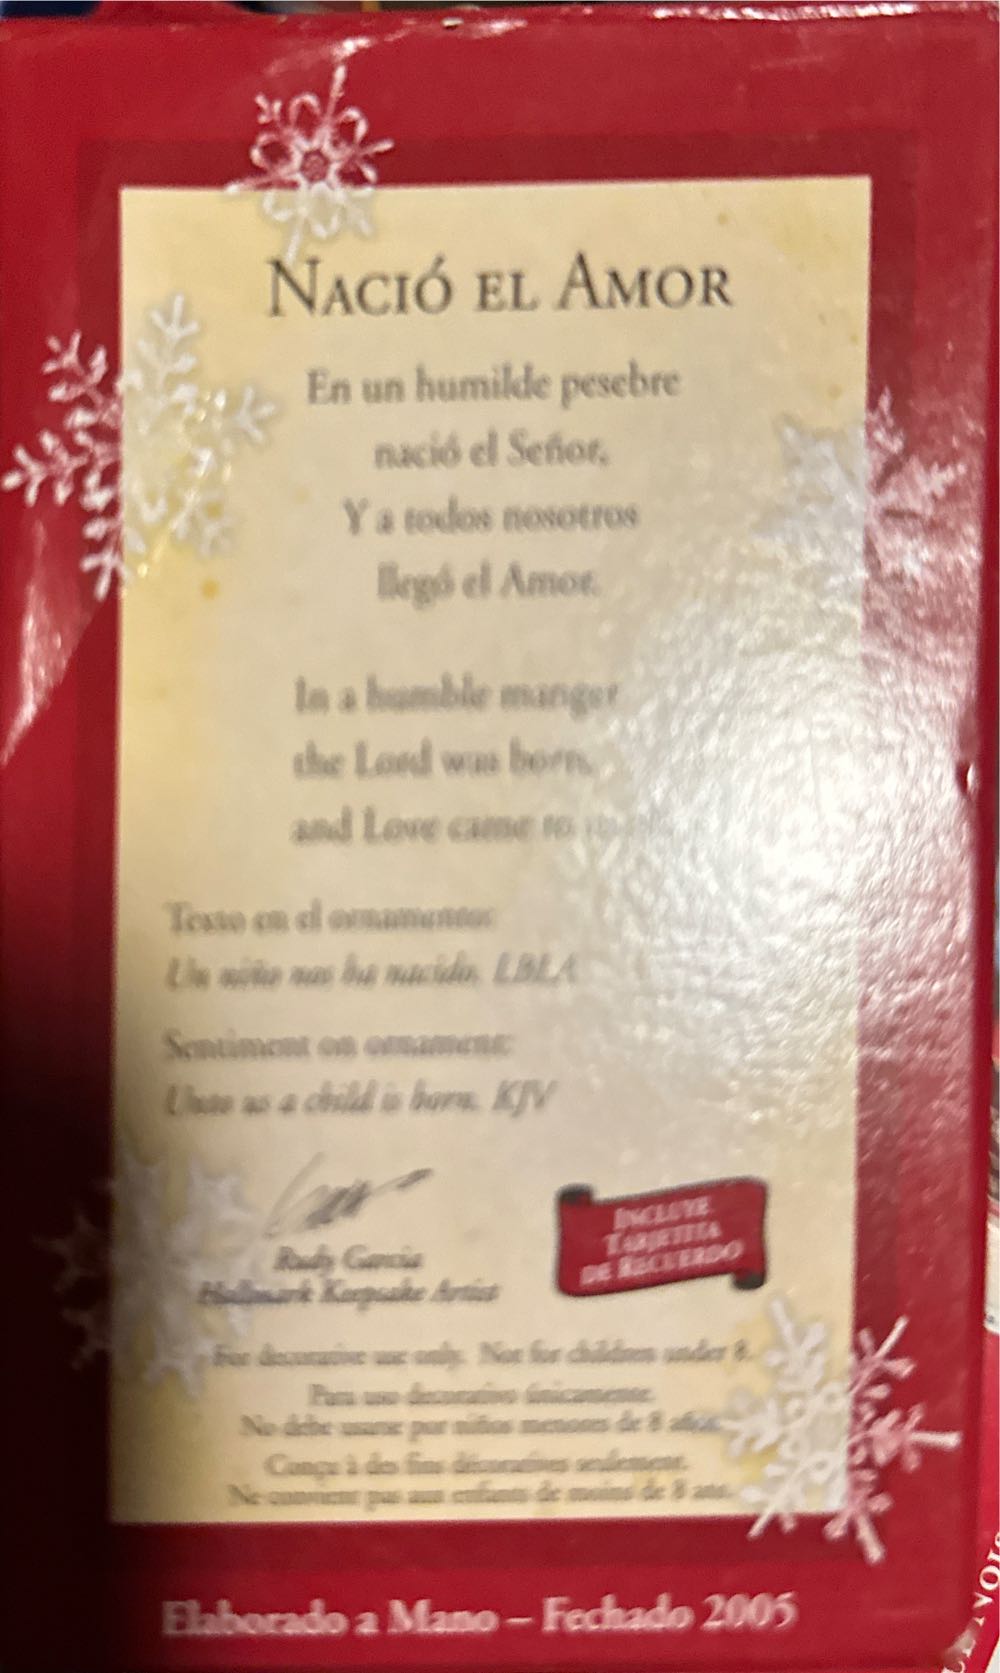 NACIÓ EL AMOR
En un humilde pesebre
nació el Señor,
Y a todos nosotros
llegó el Amor.
In a humble manger
the Lord was born,
and Love came to
Texto en el ornamento:
Un niño nos ha nacido. LBLA
Sentiment on ornament:
Unto us a child is born. KJV
Rudy Garcia
Hallmark Keepsake Artist
INCLUYE
TARJETITA
DE RECUERDO
For decorative use only. Not for children under 8.
Para uso decorativo únicamente.
No debe usarse por niños menores de 8 años.
Conçu à des fins décoratives seulement.
Ne convient pas aux enfants de moins de 8 ans.
Elaborado a Mano – Fechado 2005